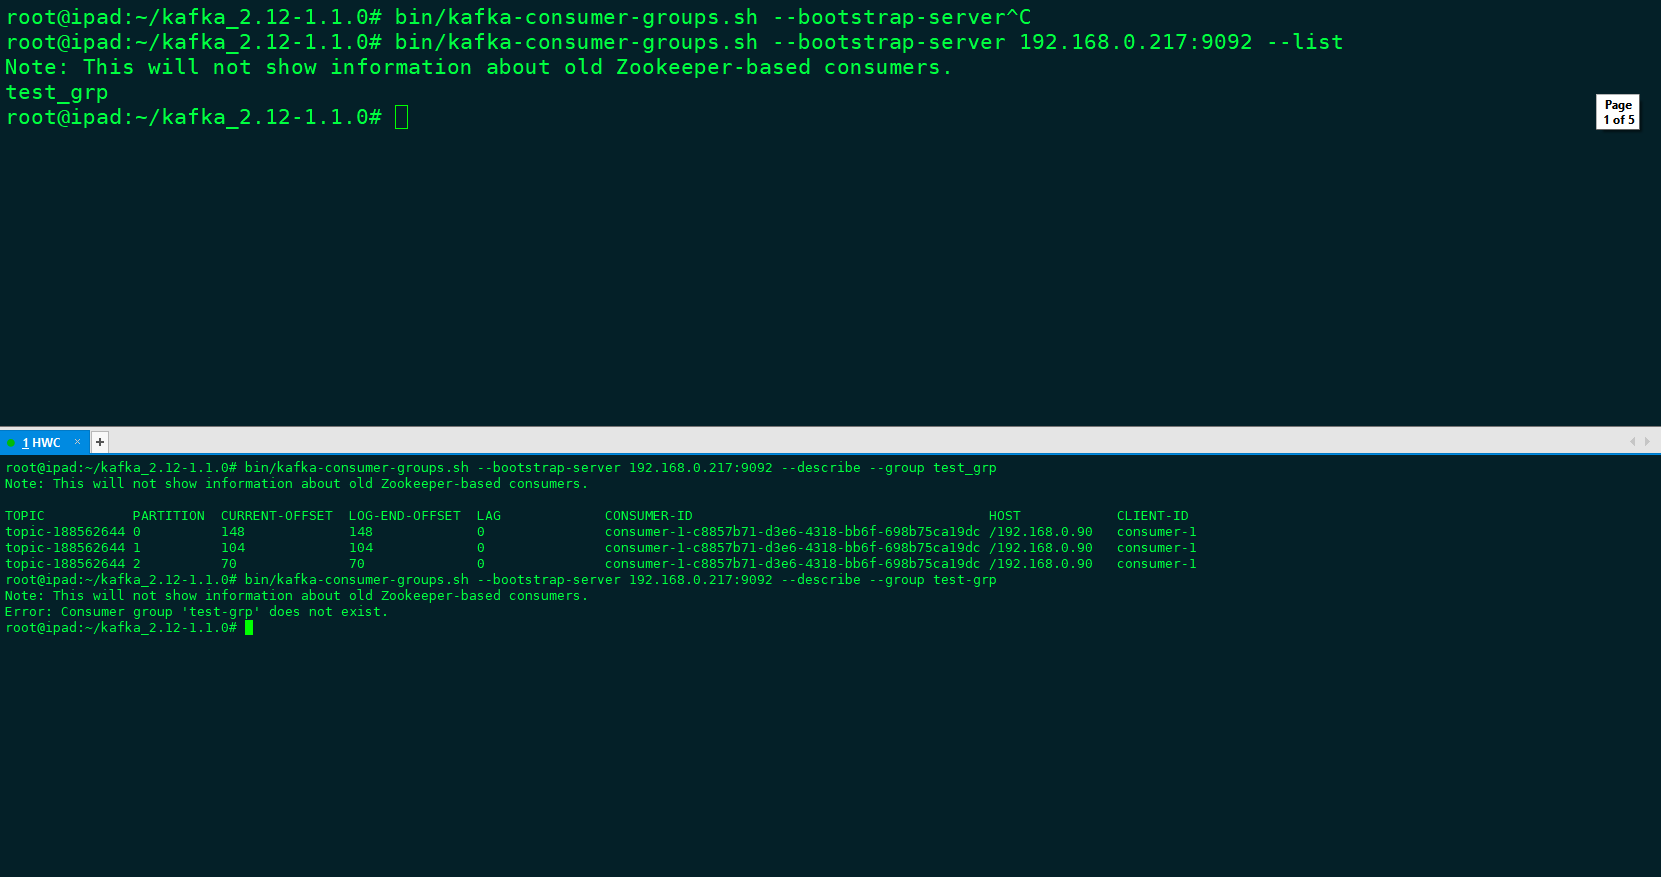 root@ipad:~/kafka_2.12-1.1.0# bin/kafka-consumer-groups.sh --bootstrap-server^C
root@ipad:~/kafka_2.12-1.1.0# bin/kafka-consumer-groups.sh --bootstrap-server 192.168.0.217:9092 --list
Note: This will not show information about old Zookeeper-based consumers.
test_grp
root@ipad:~/kafka_2.12-1.1.0#
Page
1 of 5
1 HWC × +
root@ipad:~/kafka_2.12-1.1.0# bin/kafka-consumer-groups.sh --bootstrap-server 192.168.0.217:9092 --describe --group test_grp
Note: This will not show information about old Zookeeper-based consumers.
TOPIC PARTITION CURRENT-OFFSET LOG-END-OFFSET LAG CONSUMER-ID HOST CLIENT-ID
topic-188562644 0 148 148 0 consumer-1-c8857b71-d3e6-4318-bb6f-698b75ca19dc /192.168.0.90 consumer-1
topic-188562644 1 104 104 0 consumer-1-c8857b71-d3e6-4318-bb6f-698b75ca19dc /192.168.0.90 consumer-1
topic-188562644 2 70 70 0 consumer-1-c8857b71-d3e6-4318-bb6f-698b75ca19dc /192.168.0.90 consumer-1
root@ipad:~/kafka_2.12-1.1.0# bin/kafka-consumer-groups.sh --bootstrap-server 192.168.0.217:9092 --describe --group test-grp
Note: This will not show information about old Zookeeper-based consumers.
Error: Consumer group 'test-grp' does not exist.
root@ipad:~/kafka_2.12-1.1.0#